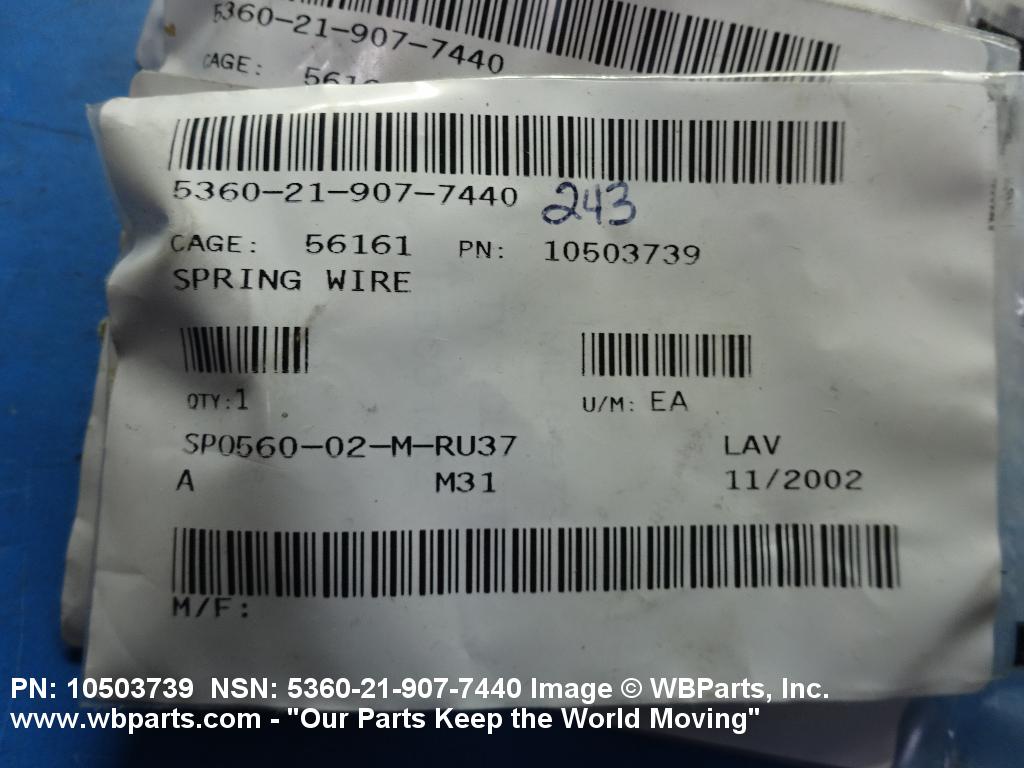 5360-21-907-7440
CAGE:
5360-21-907-7440 243
CAGE: 56161 PN: 10503739
SPRING WIRE
QTY:1 U/M: EA
SP0560-02-M-RU37 LAV
A M31 11/2002
M/F:
PN: 10503739 NSN: 5360-21-907-7440 Image © WBParts, Inc.
www.wbparts.com - "Our Parts Keep the World Moving"